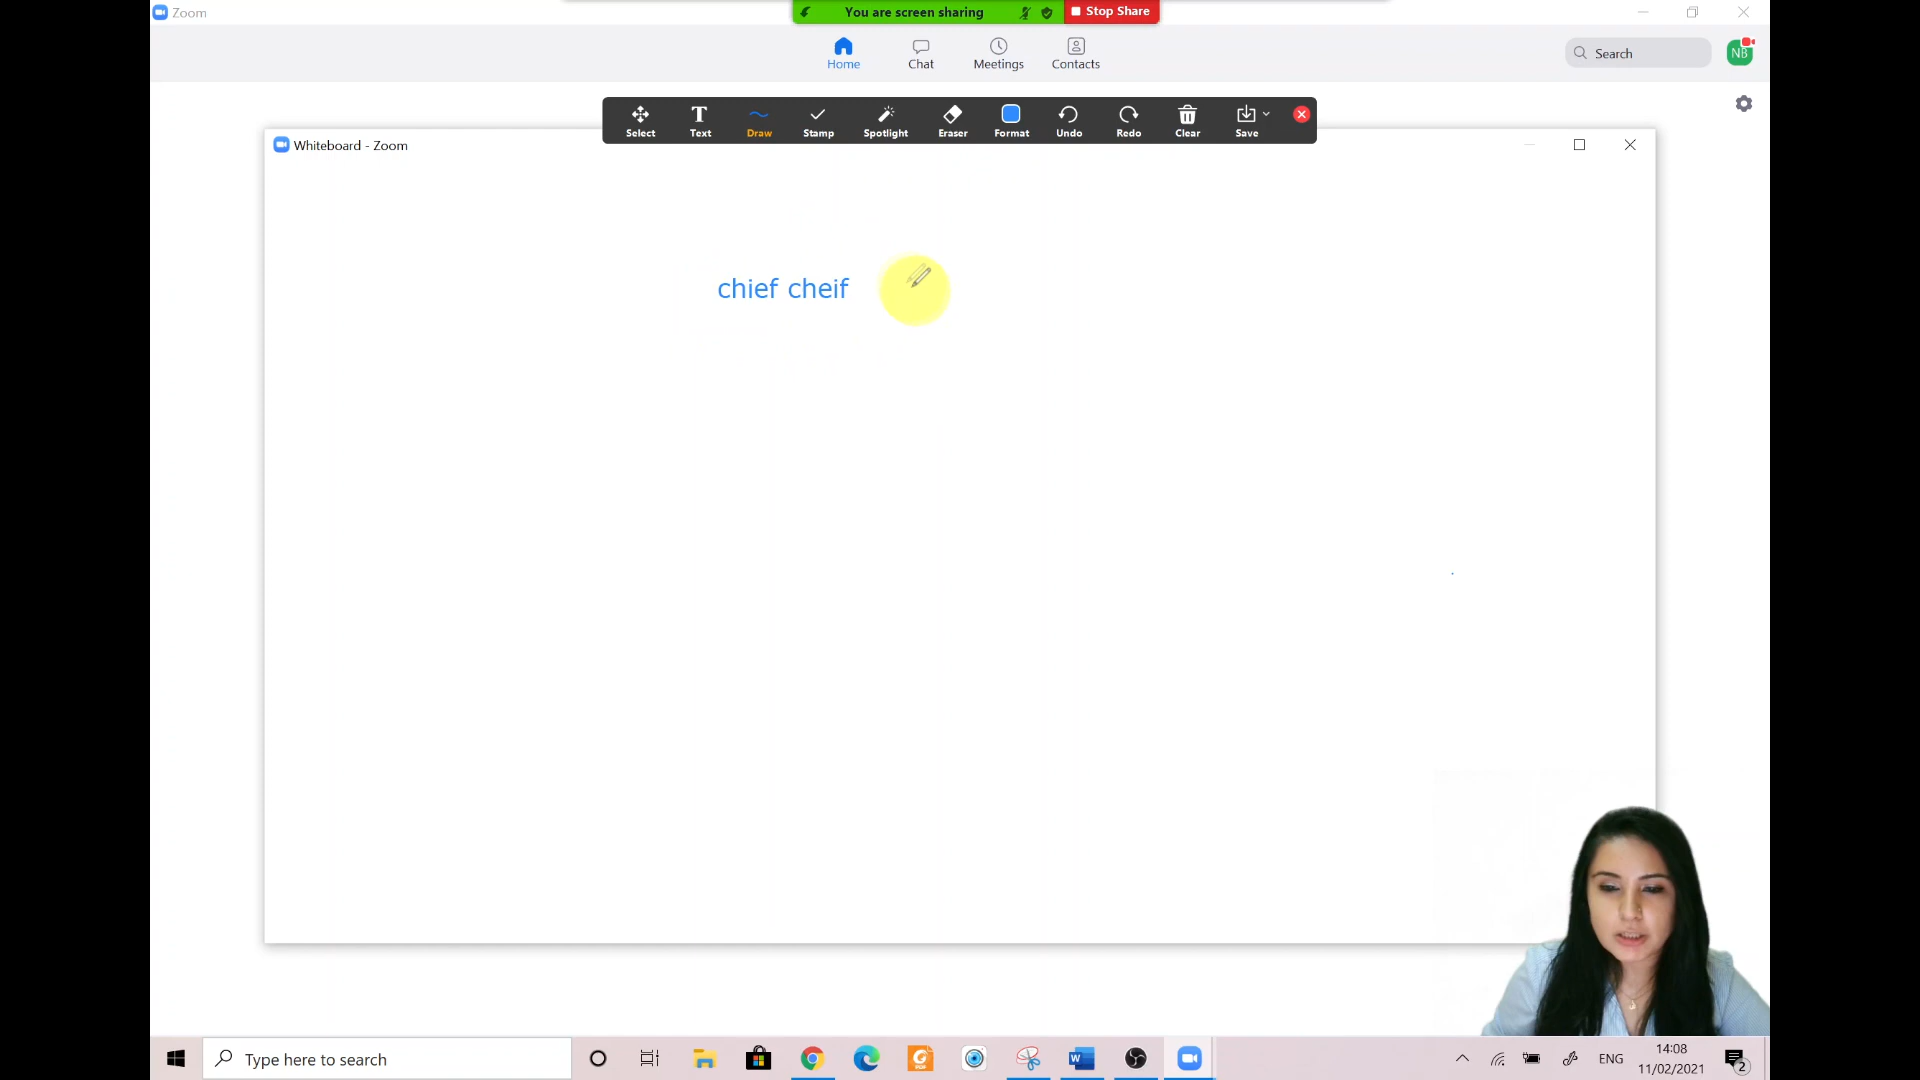 Zoom
You are screen sharing
Stop Share
Home
Chat
Meetings
Contacts
Search
NB
Select
Text
Draw
Stamp
Spotlight
Eraser
Format
Undo
Redo
Clear
Save
Whiteboard - Zoom
chief cheif
Type here to search
ENG
14:08
11/02/2021
2